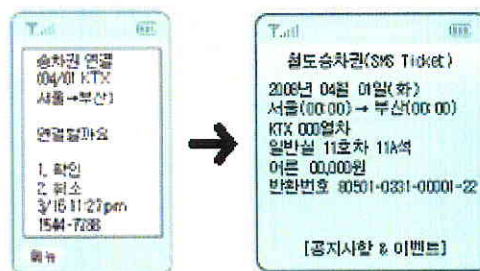 승차권 연결
(04/01 KTX
서울→부산)
연결할까요
1. 확인
2. 취소
3/16 11:27pm
1544-7788
메뉴
철도승차권(SMS Ticket)
2008년 04월 01일(화)
서울(00:00)→ 부산(00:00)
KTX 000열차
일반실 11호차 11A석
어른 00,000원
반환번호 80501-0331-00001-22
[공지사항 & 이벤트]